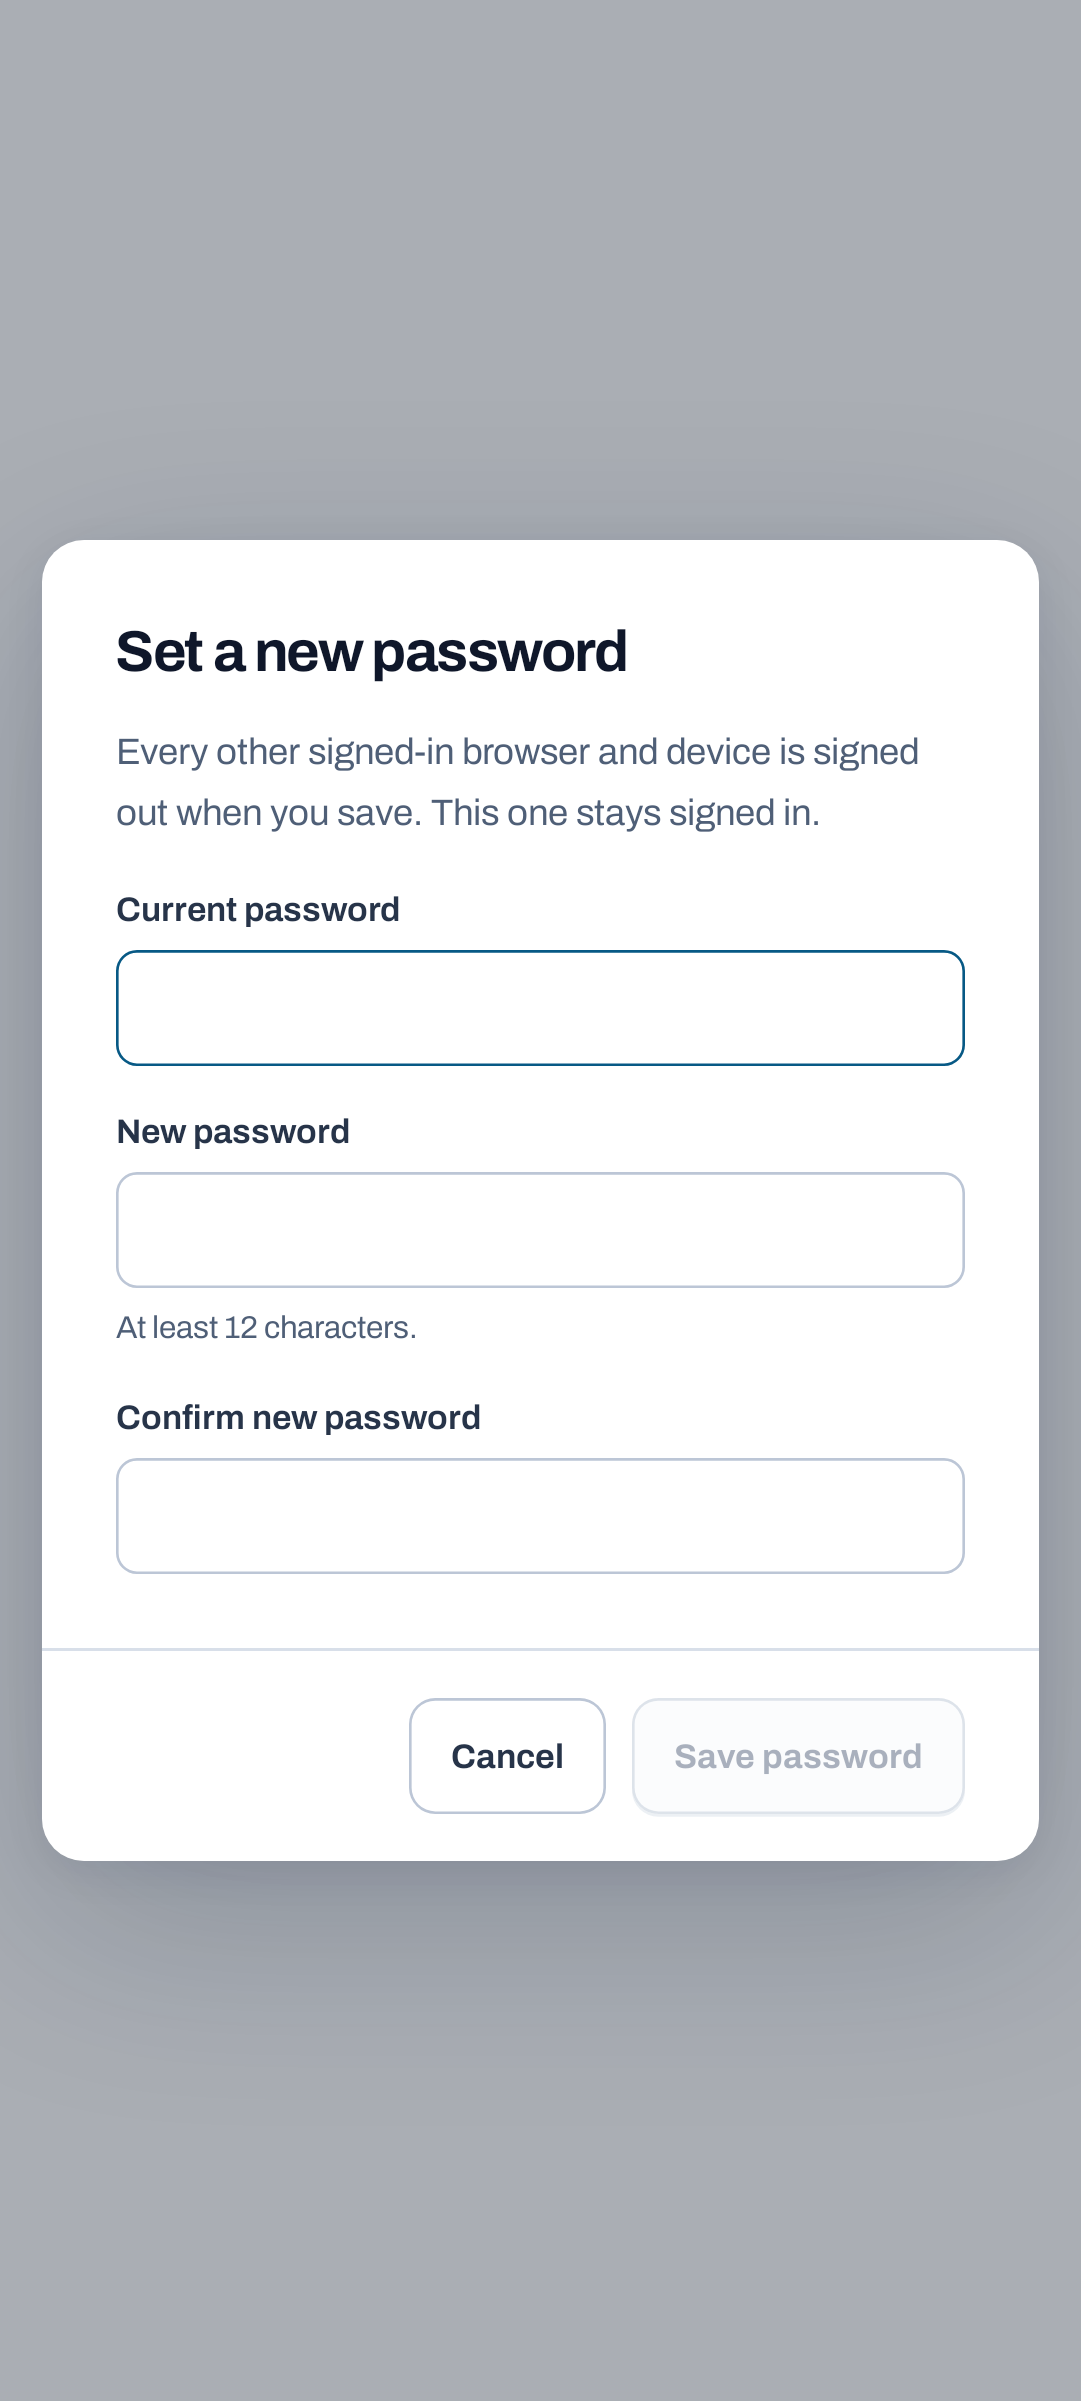 Set a new password
Every other signed-in browser and device is signed
out when you save. This one stays signed in.
Current password
New password
At least 12 characters.
Confirm new password
Cancel
Save password